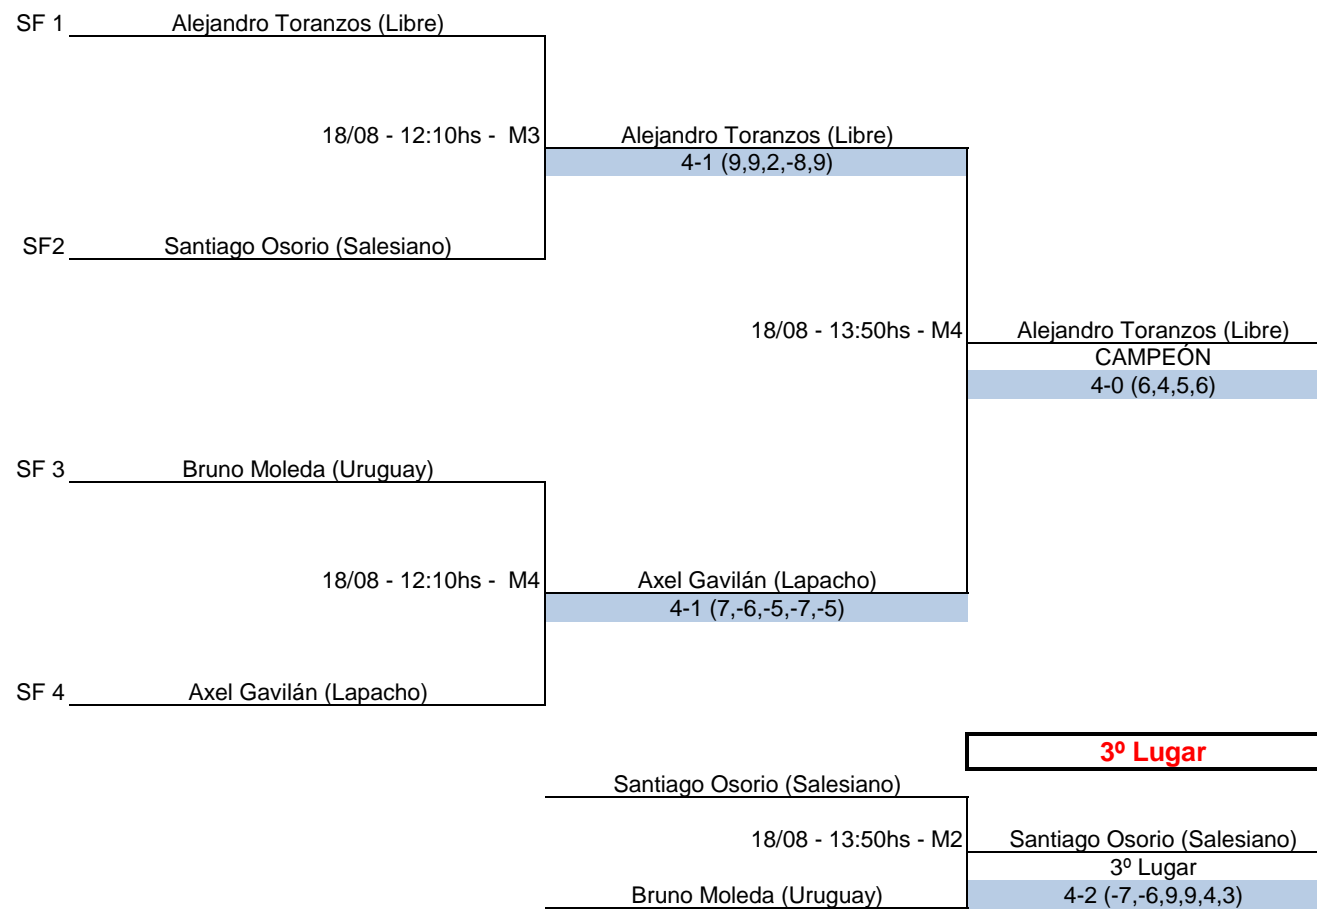 SF 1 Alejandro Toranzos (Libre)
18/08 - 12:10hs -  M3 Alejandro Toranzos (Libre)
4-1 (9,9,2,-8,9)
SF2 Santiago Osorio (Salesiano)
18/08 - 13:50hs - M4 Alejandro Toranzos (Libre)
CAMPEÓN
4-0 (6,4,5,6)
SF 3 Bruno Moleda (Uruguay)
18/08 - 12:10hs -  M4 Axel Gavilán (Lapacho)
4-1 (7,-6,-5,-7,-5)
SF 4 Axel Gavilán (Lapacho)
3º Lugar
Santiago Osorio (Salesiano)
18/08 - 13:50hs - M2 Santiago Osorio (Salesiano)
3º Lugar
Bruno Moleda (Uruguay) 4-2 (-7,-6,9,9,4,3)